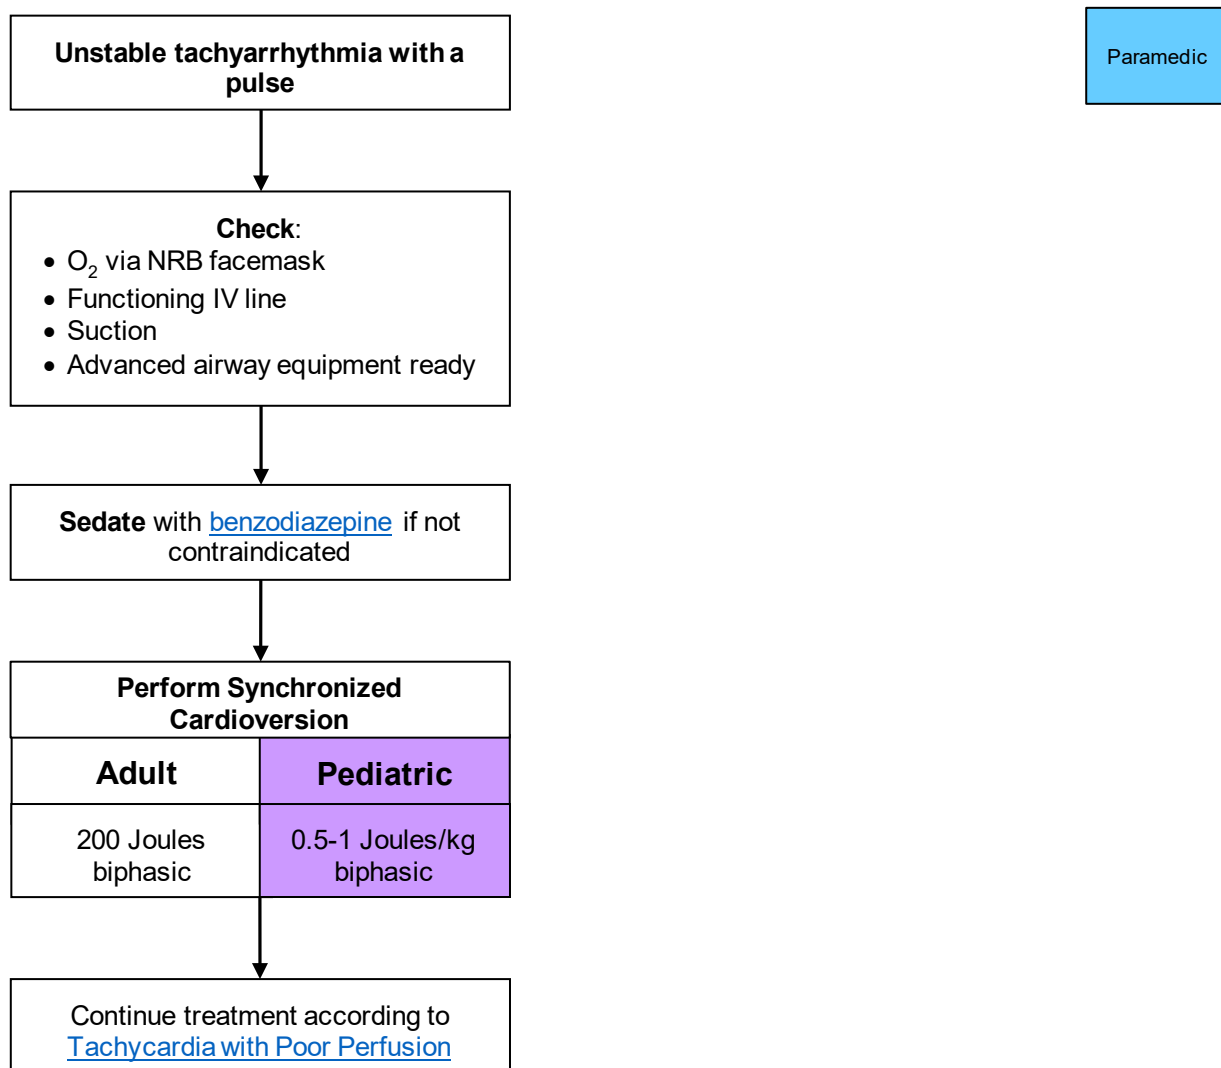 Unstable tachyarrhythmia with a
pulse
Paramedic
Check:
• O₂ via NRB facemask
• Functioning IV line
• Suction
• Advanced airway equipment ready
Sedate with benzodiazepine if not
contraindicated
Perform Synchronized
Cardioversion
Adult
Pediatric
200 Joules
biphasic
0.5-1 Joules/kg
biphasic
Continue treatment according to
Tachycardia with Poor Perfusion